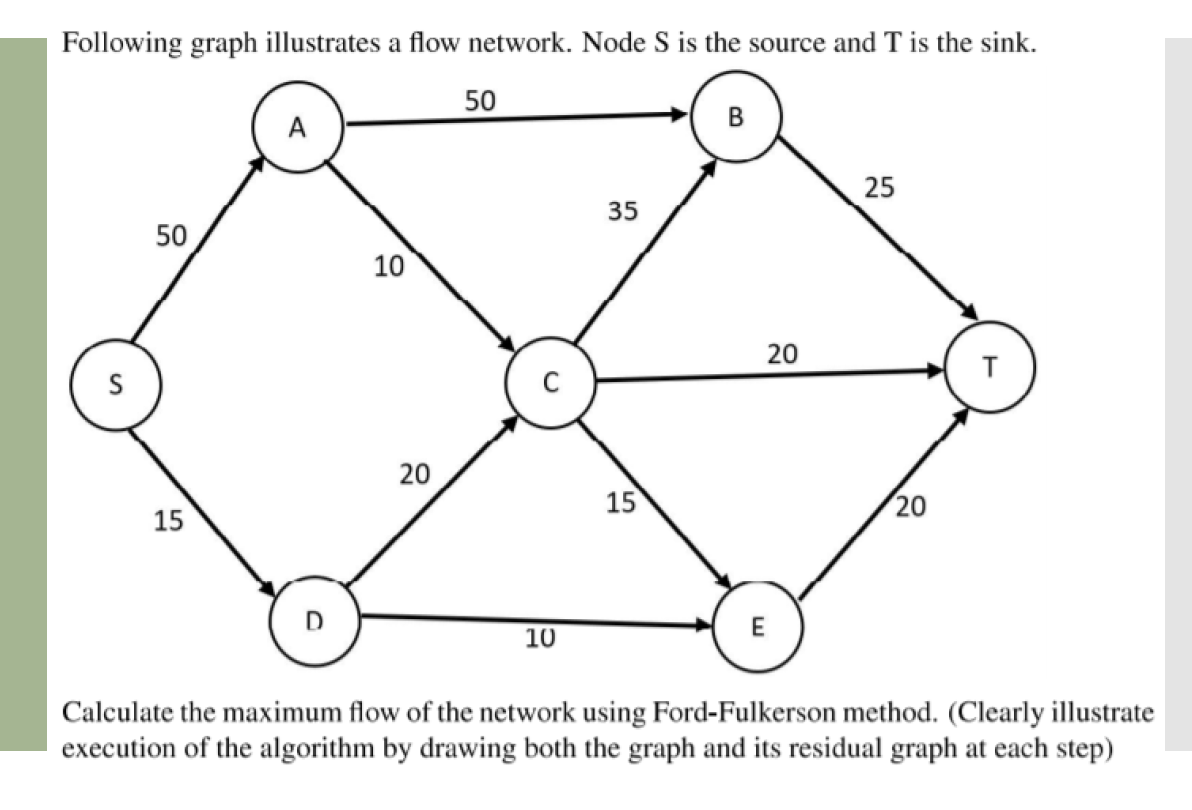 Following graph illustrates a flow network. Node S is the source and T is the sink.
50
A
B
25
50
35
10
20
S
C
T
20
15
15
20
D
E
10
Calculate the maximum flow of the network using Ford-Fulkerson method. (Clearly illustrate
execution of the algorithm by drawing both the graph and its residual graph at each step)